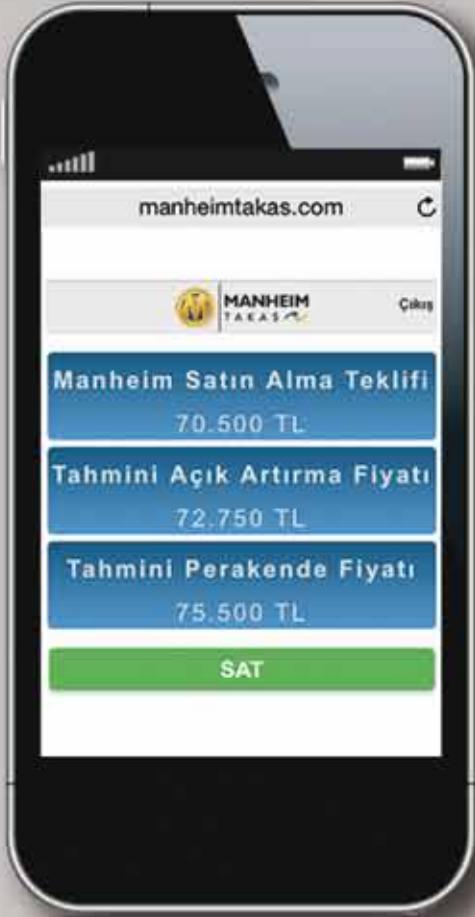 manheimtakas.com
MANHEIM
TAKAS
Çıkış
Manheim Satın Alma Teklifi
70.500 TL
Tahmini Açık Artırma Fiyatı
72.750 TL
Tahmini Perakende Fiyatı
75.500 TL
SAT